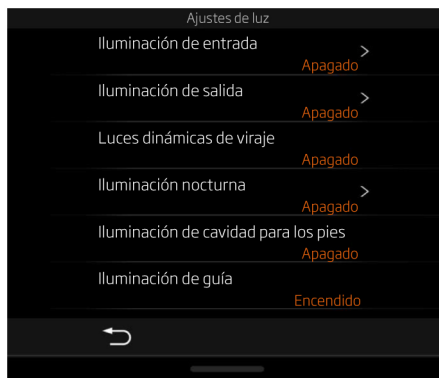 Ajustes de luz
Iluminación de entrada
Apagado
Iluminación de salida
Apagado
Luces dinámicas de viraje
Apagado
Iluminación nocturna
Apagado
Iluminación de cavidad para los pies
Apagado
Iluminación de guía
Encendido